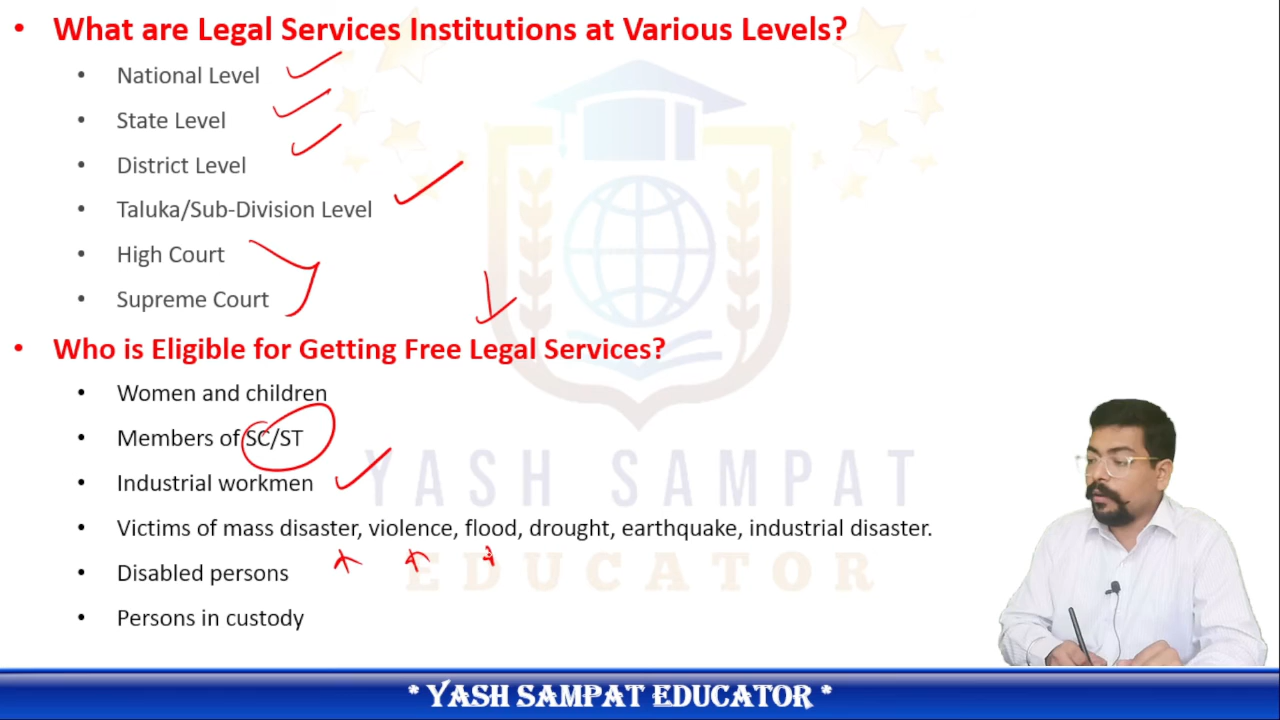 • What are Legal Services Institutions at Various Levels?
• National Level
• State Level
• District Level
• Taluka/Sub-Division Level
• High Court
• Supreme Court
• Who is Eligible for Getting Free Legal Services?
• Women and children
• Members of SC/ST
• Industrial workmen
• Victims of mass disaster, violence, flood, drought, earthquake, industrial disaster.
• Disabled persons
• Persons in custody
YASH SAMPAT
EDUCATOR
* YASH SAMPAT EDUCATOR *